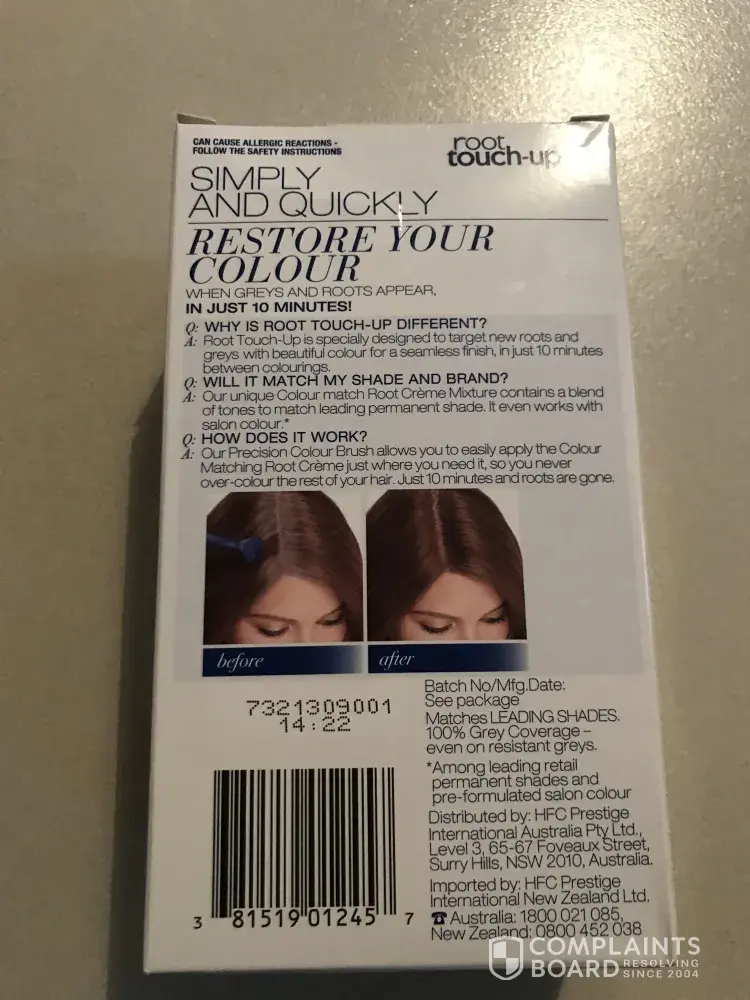 CAN CAUSE ALLERGIC REACTIONS -
FOLLOW THE SAFETY INSTRUCTIONS
root
touch-up
SIMPLY
AND QUICKLY
RESTORE YOUR
COLOUR
WHEN GREYS AND ROOTS APPEAR,
IN JUST 10 MINUTES!
Q: WHY IS ROOT TOUCH-UP DIFFERENT?
A: Root Touch-Up is specially designed to target new roots and
greys with beautiful colour for a seamless finish, in just 10 minutes
between colourings.
Q: WILL IT MATCH MY SHADE AND BRAND?
A: Our unique Colour match Root Crème Mixture contains a blend
of tones to match leading permanent shade. It even works with
salon colour.*
Q: HOW DOES IT WORK?
A: Our Precision Colour Brush allows you to easily apply the Colour
Matching Root Crème just where you need it, so you never
over-colour the rest of your hair. Just 10 minutes and roots are gone.
before
after
7321309001
14:22
Batch No/Mfg.Date:
See package
Matches LEADING SHADES.
100% Grey Coverage –
even on resistant greys.
*Among leading retail
permanent shades and
pre-formulated salon colour
Distributed by: HFC Prestige
International Australia Pty Ltd.,
Level 3, 65-67 Foveaux Street,
Surry Hills, NSW 2010, Australia.
Imported by: HFC Prestige
International New Zealand Ltd.
☎ Australia: 1800 021 085,
New Zealand: 0800 452 038
3 81519 01245 7
COMPLAINTS
BOARD RESOLVING
SINCE 2004